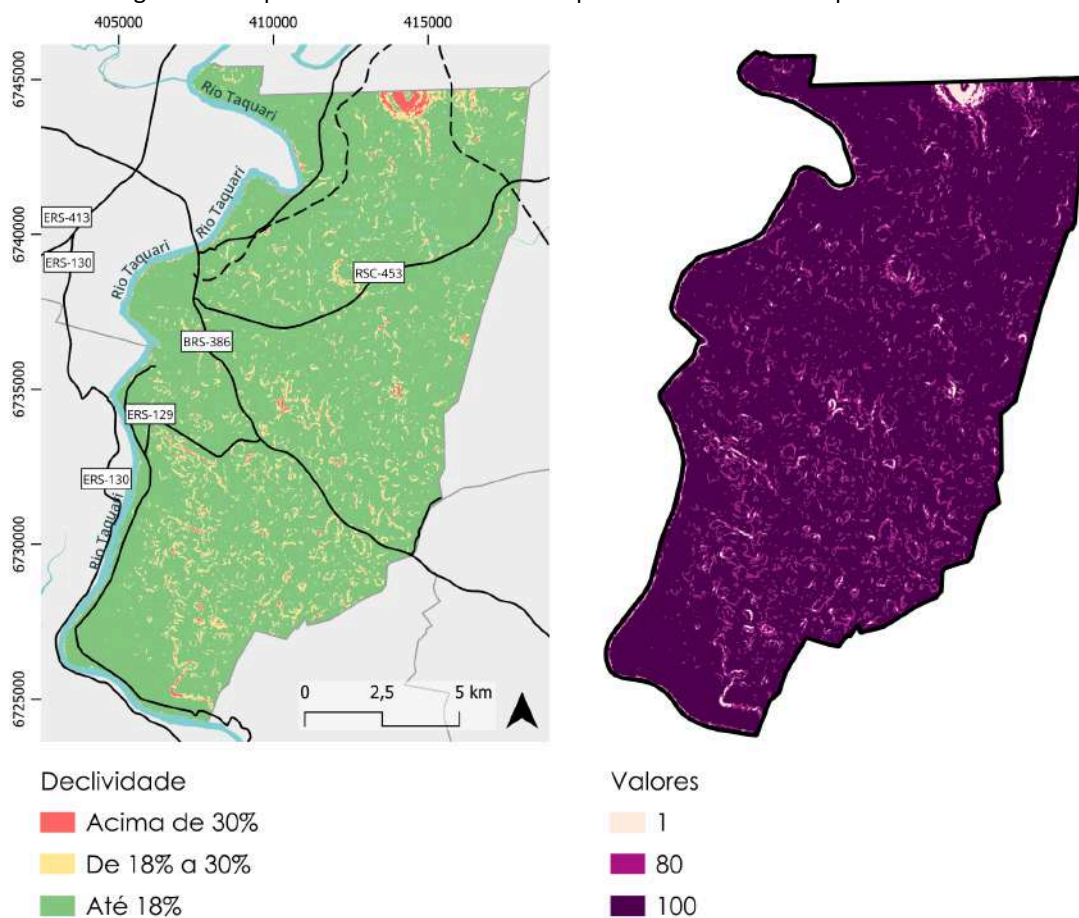 405000 410000 415000
6745000
6740000
6735000
6730000
6725000
Rio Taquari
Rio Taquari
Rio Taquari
Rio Taquari
ERS-413
ERS-130
RSC-453
BRS-386
ERS-129
ERS-130
0 2,5 5 km
Declividade
Acima de 30%
De 18% a 30%
Até 18%
Valores
1
80
100